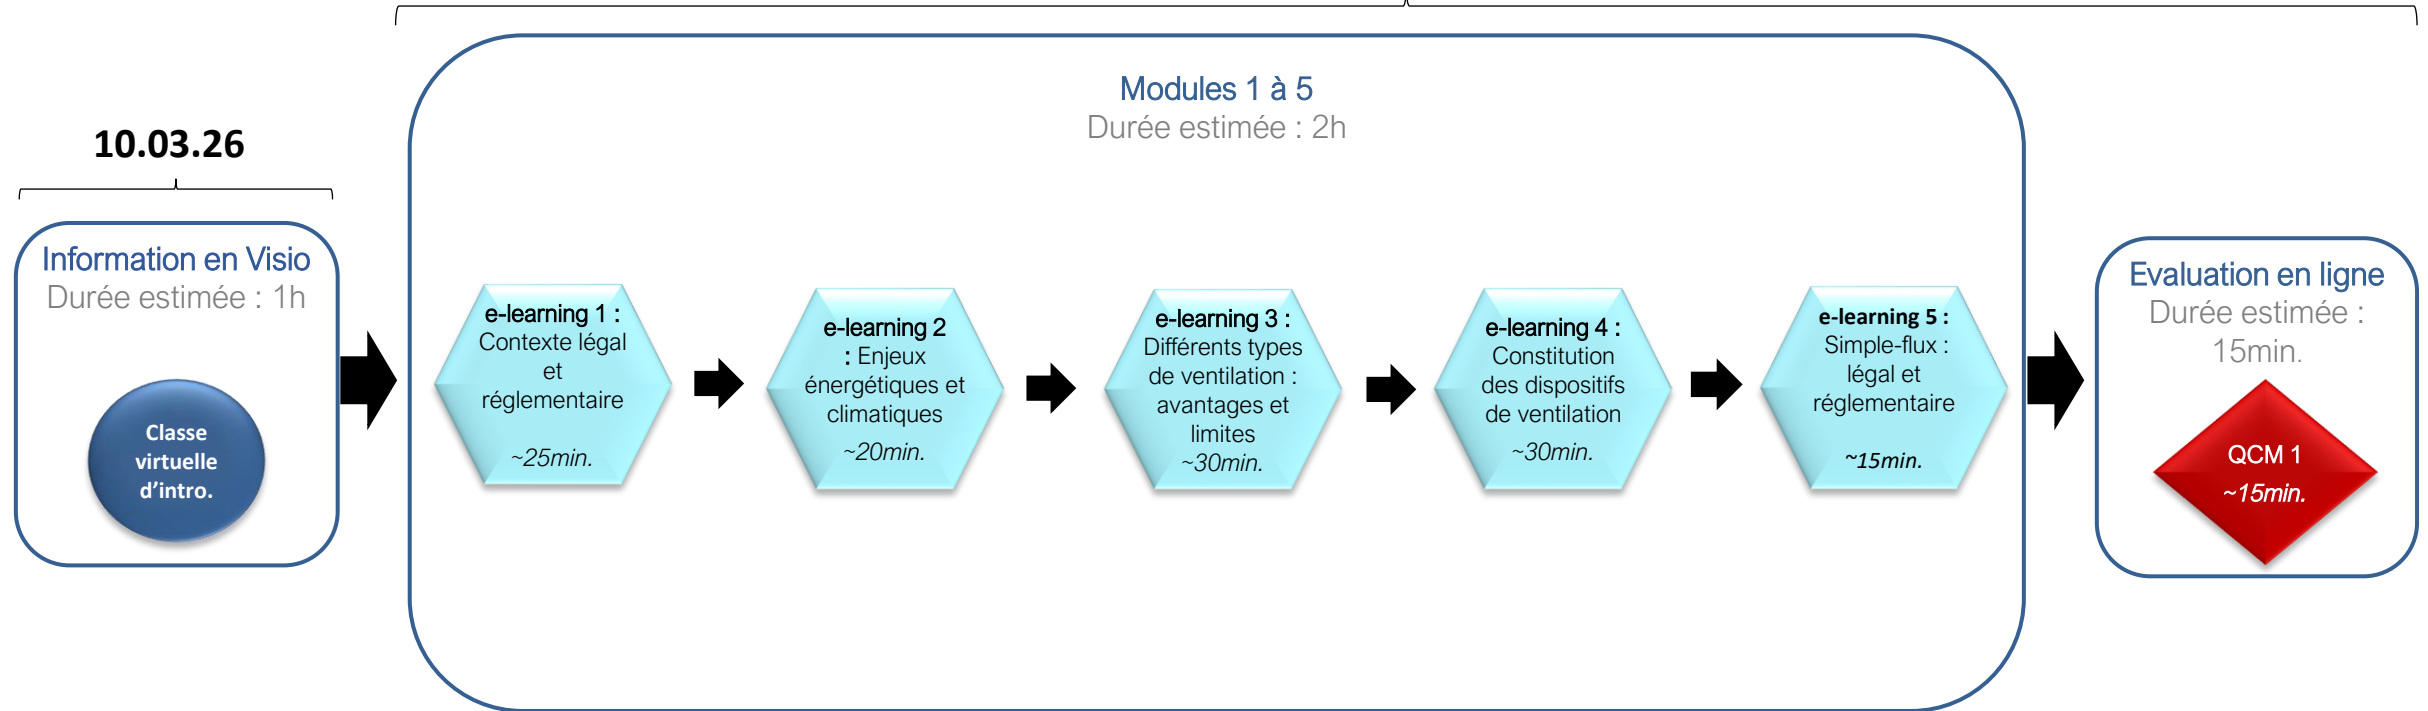 10.03.26
Information en Visio
Durée estimée : 1h
Classe
virtuelle
d’intro.
Modules 1 à 5
Durée estimée : 2h
e-learning 1 :
Contexte légal
et
réglementaire
~25min.
e-learning 2
: Enjeux
énergétiques et
climatiques
~20min.
e-learning 3 :
Différents types
de ventilation :
avantages et
limites
~30min.
e-learning 4 :
Constitution
des dispositifs
de ventilation
~30min.
e-learning 5 :
Simple-flux :
légal et
réglementaire
~15min.
Evaluation en ligne
Durée estimée :
15min.
QCM 1
~15min.